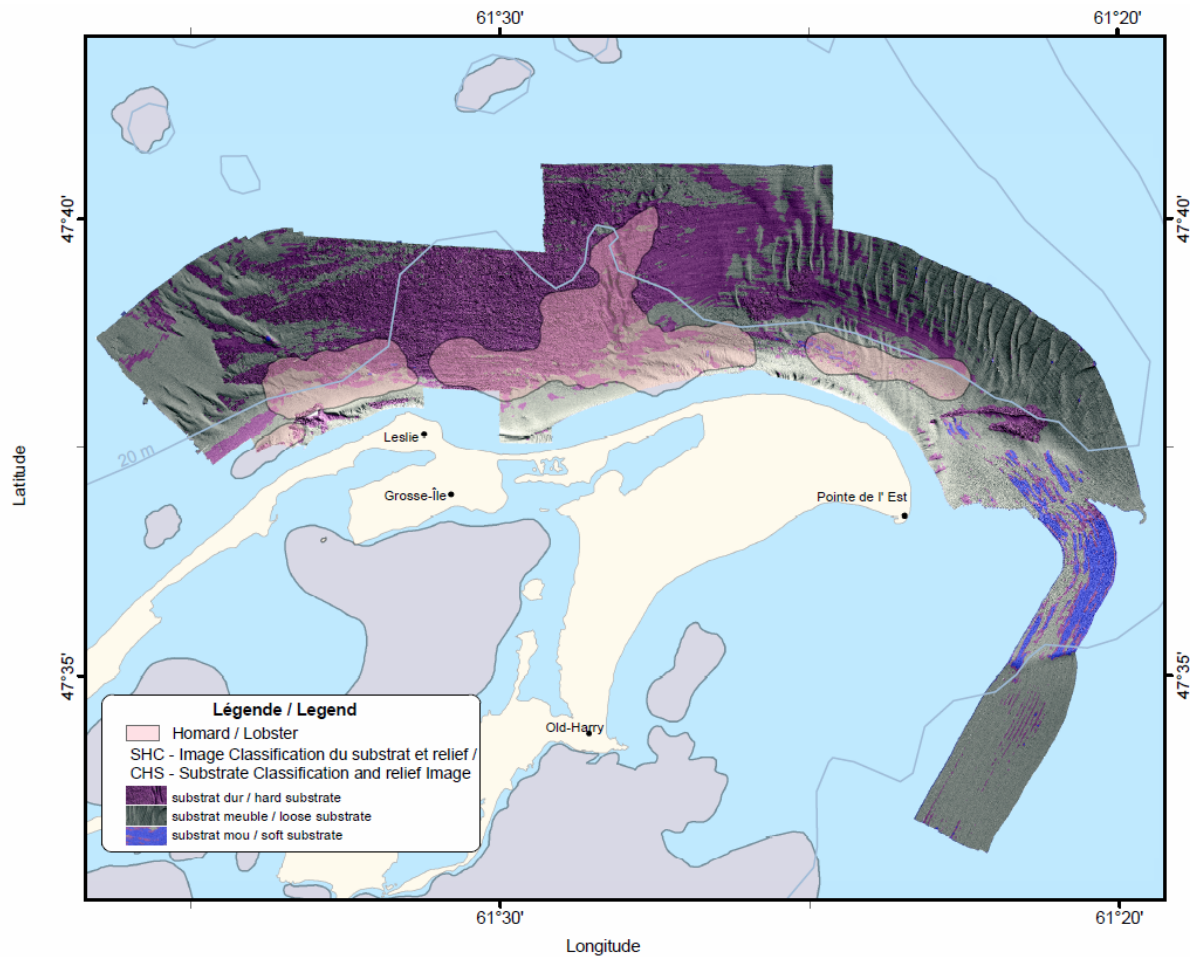 61°30'
61°20'
47°40'
47°40'
20 m
Leslie
Grosse-Île
Pointe de l' Est
Latitude
47°35'
47°35'
Old-Harry
Légende / Legend
Homard / Lobster
SHC - Image Classification du substrat et relief /
CHS - Substrate Classification and relief Image
substrat dur / hard substrate
substrat meuble / loose substrate
substrat mou / soft substrate
61°30'
61°20'
Longitude